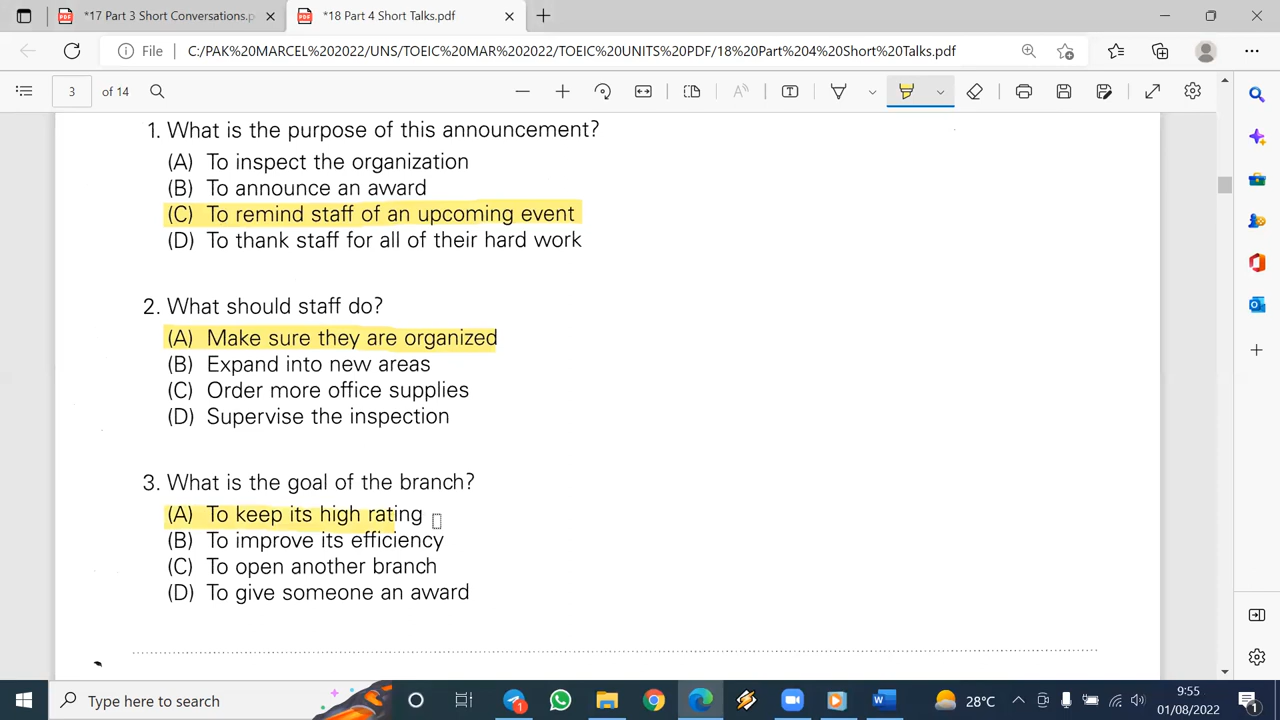 *17 Part 3 Short Conversations.p
*18 Part 4 Short Talks.pdf
File
C:/PAK%20MARCEL%202022/UNS/TOEIC%20MAR%202022/TOEIC%20UNITS%20PDF/18%20Part%204%20Short%20Talks.pdf
3 of 14
1. What is the purpose of this announcement?
(A) To inspect the organization
(B) To announce an award
(C) To remind staff of an upcoming event
(D) To thank staff for all of their hard work
2. What should staff do?
(A) Make sure they are organized
(B) Expand into new areas
(C) Order more office supplies
(D) Supervise the inspection
3. What is the goal of the branch?
(A) To keep its high rating
(B) To improve its efficiency
(C) To open another branch
(D) To give someone an award
Type here to search
28°C
9:55
01/08/2022